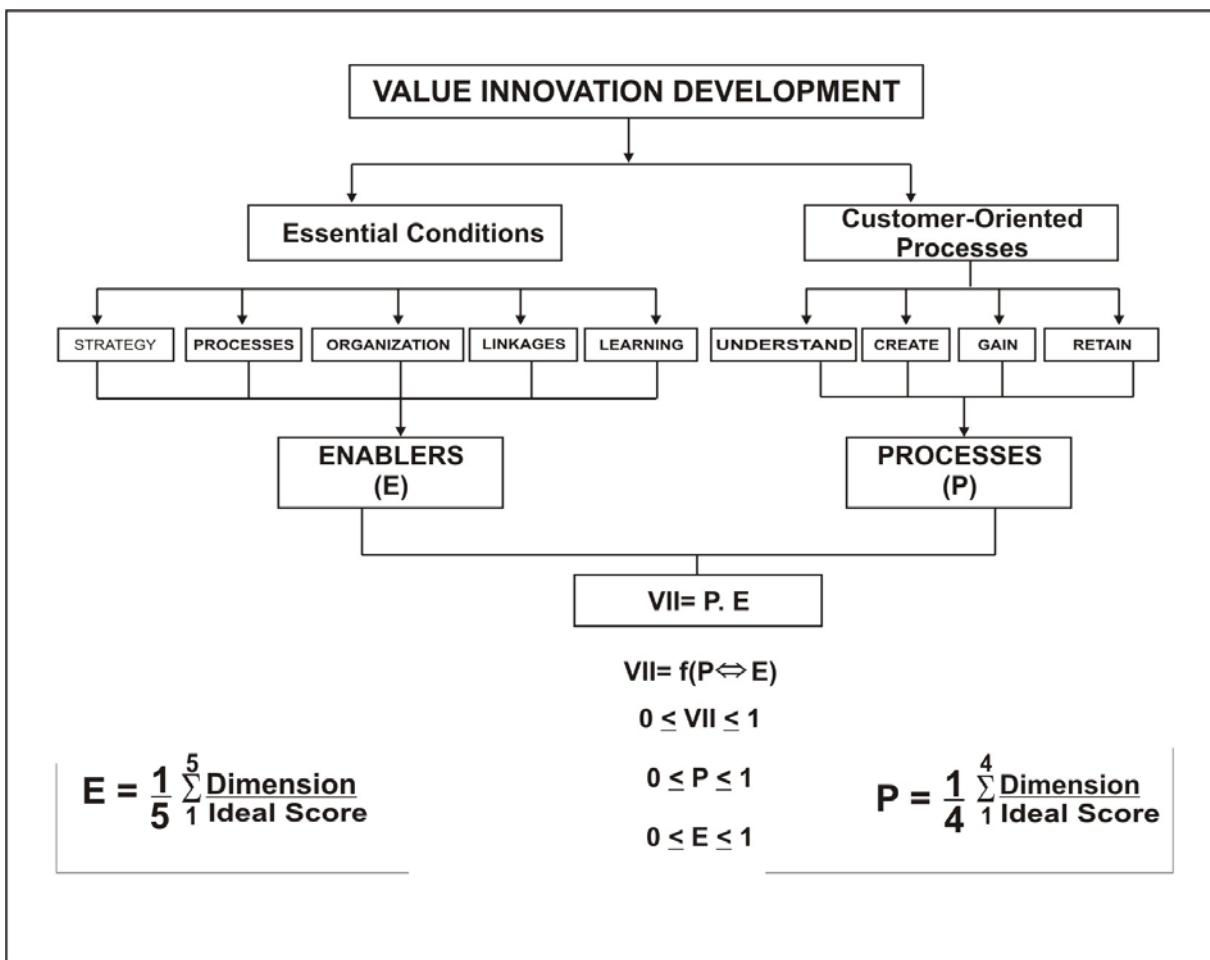 VALUE INNOVATION DEVELOPMENT
Essential Conditions
Customer-Oriented
Processes
STRATEGY
PROCESSES
ORGANIZATION
LINKAGES
LEARNING
UNDERSTAND
CREATE
GAIN
RETAIN
ENABLERS
(E)
PROCESSES
(P)
VII= P. E
VII= f(P⇔E)
0 ≤ VII ≤ 1
0 ≤ P ≤ 1
0 ≤ E ≤ 1
E = 1/5 5 Σ 1 Dimension/Ideal Score
P = 1/4 4 Σ 1 Dimension/Ideal Score